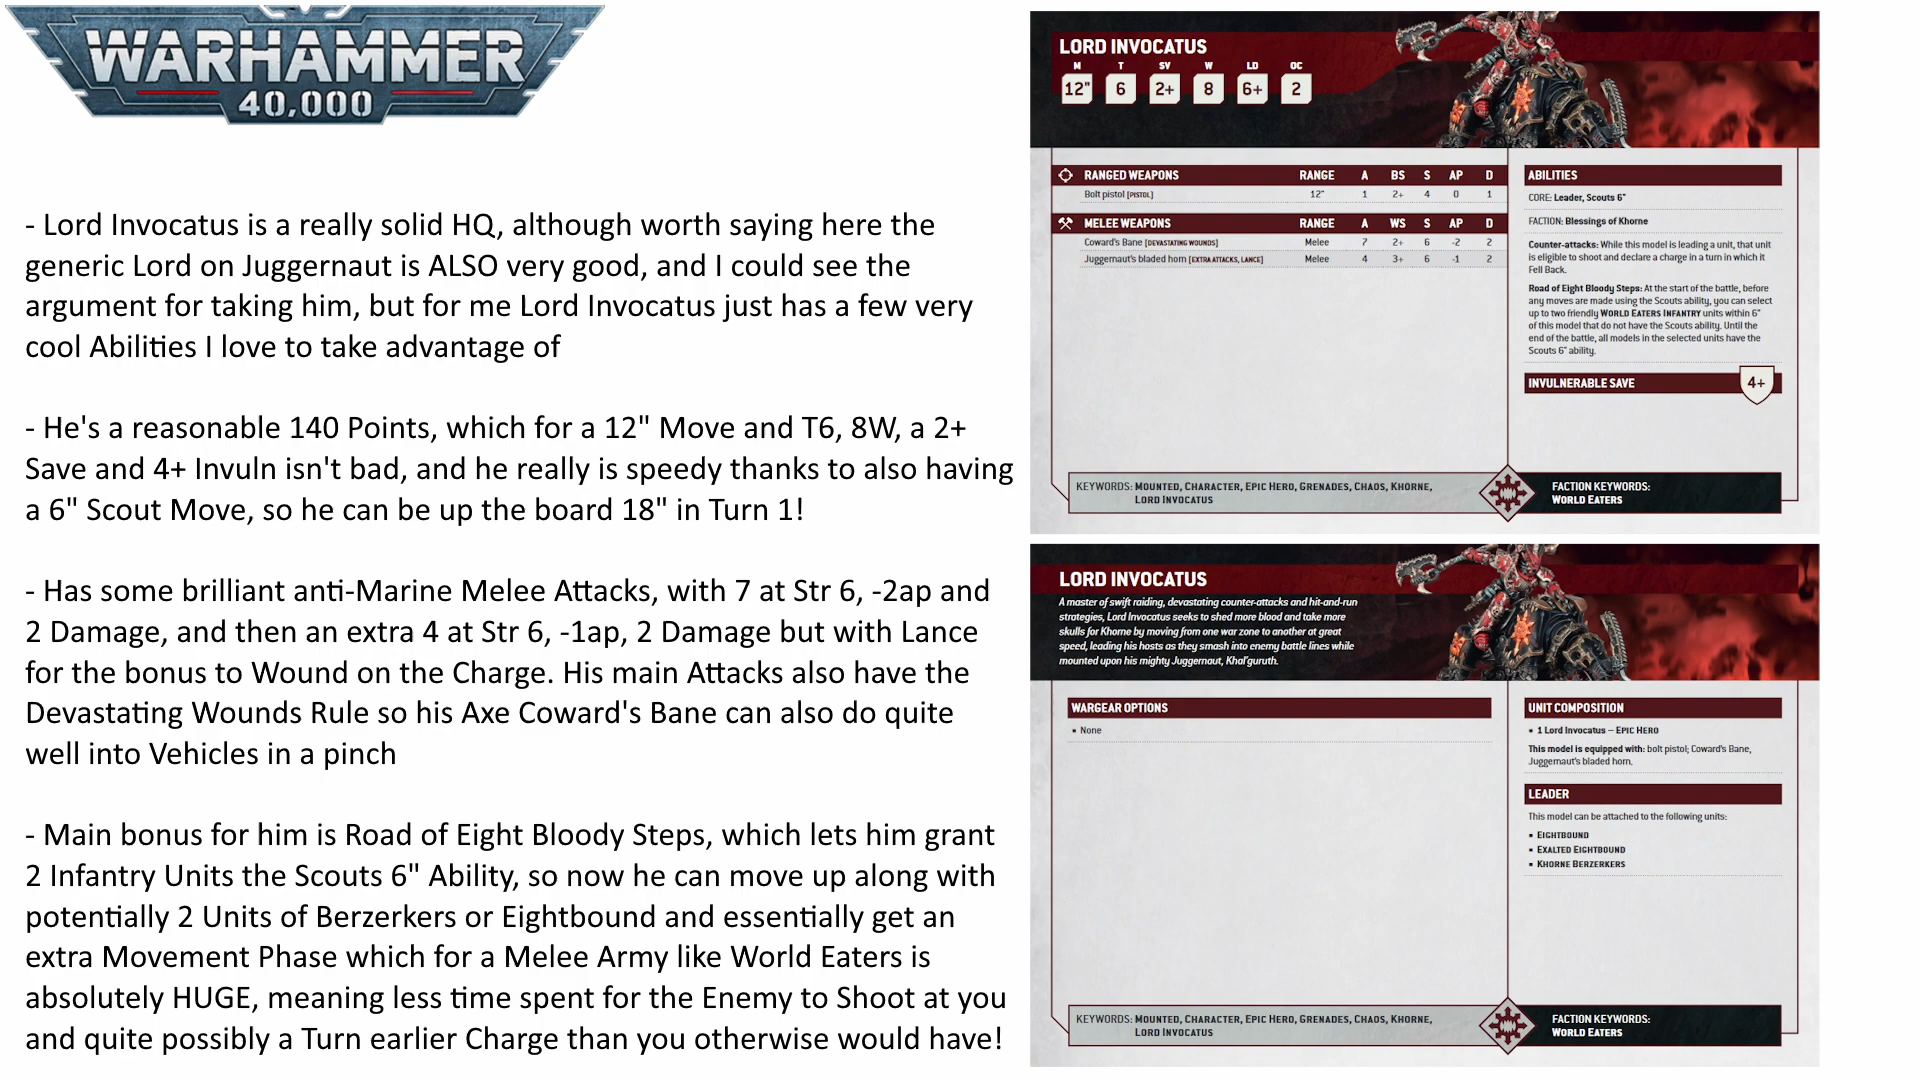 WARHAMMER
40,000
- Lord Invocatus is a really solid HQ, although worth saying here the
generic Lord on Juggernaut is ALSO very good, and I could see the
argument for taking him, but for me Lord Invocatus just has a few very
cool Abilities I love to take advantage of
- He's a reasonable 140 Points, which for a 12" Move and T6, 8W, a 2+
Save and 4+ Invuln isn't bad, and he really is speedy thanks to also having
a 6" Scout Move, so he can be up the board 18" in Turn 1!
- Has some brilliant anti-Marine Melee Attacks, with 7 at Str 6, -2ap and
2 Damage, and then an extra 4 at Str 6, -1ap, 2 Damage but with Lance
for the bonus to Wound on the Charge. His main Attacks also have the
Devastating Wounds Rule so his Axe Coward's Bane can also do quite
well into Vehicles in a pinch
- Main bonus for him is Road of Eight Bloody Steps, which lets him grant
2 Infantry Units the Scouts 6" Ability, so now he can move up along with
potentially 2 Units of Berzerkers or Eightbound and essentially get an
extra Movement Phase which for a Melee Army like World Eaters is
absolutely HUGE, meaning less time spent for the Enemy to Shoot at you
and quite possibly a Turn earlier Charge than you otherwise would have!
LORD INVOCATUS
M T SV W LD OC
12" 6 2+ 8 6+ 2
RANGED WEAPONS RANGE A BS S AP D
Bolt pistol [PISTOL] 12" 1 2+ 4 0 1
MELEE WEAPONS RANGE A WS S AP D
Coward's Bane [DEVASTATING WOUNDS] Melee 7 2+ 6 -2 2
Juggernaut's bladed horn [EXTRA ATTACKS, LANCE] Melee 4 3+ 6 -1 2
ABILITIES
CORE: Leader, Scouts 6"
FACTION: Blessings of Khorne
Counter-attacks: While this model is leading a unit, that unit
is eligible to shoot and declare a charge in a turn in which it
Fell Back.
Road of Eight Bloody Steps: At the start of the battle, before
any moves are made using the Scouts ability, you can select
up to two friendly WORLD EATERS INFANTRY units within 6"
of this model that do not have the Scouts ability. Until the
end of the battle, all models in the selected units have the
Scouts 6" ability.
INVULNERABLE SAVE 4+
KEYWORDS: MOUNTED, CHARACTER, EPIC HERO, GRENADES, CHAOS, KHORNE,
LORD INVOCATUS
FACTION KEYWORDS:
WORLD EATERS
LORD INVOCATUS
A master of swift raiding, devastating counter-attacks and hit-and-run
strategies, Lord Invocatus seeks to shed more blood and take more
skulls for Khorne by moving from one war zone to another at great
speed, leading his hosts as they smash into enemy battle lines while
mounted upon his mighty Juggernaut, Khal'guruth.
WARGEAR OPTIONS
▪ None
UNIT COMPOSITION
▪ 1 Lord Invocatus – EPIC HERO
This model is equipped with: bolt pistol; Coward's Bane,
Juggernaut's bladed horn.
LEADER
This model can be attached to the following units:
▪ EIGHTBOUND
▪ EXALTED EIGHTBOUND
▪ KHORNE BERZERKERS
KEYWORDS: MOUNTED, CHARACTER, EPIC HERO, GRENADES, CHAOS, KHORNE,
LORD INVOCATUS
FACTION KEYWORDS:
WORLD EATERS